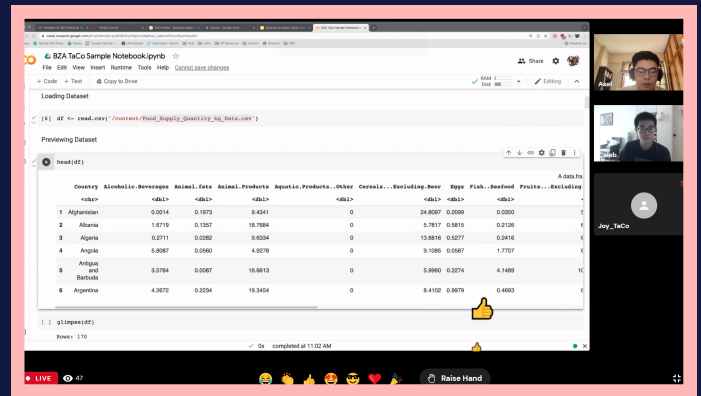 BZA TaCo Sample Notebook.ipynb
File Edit View Insert Runtime Tools Help Cannot save changes
Share
+ Code + Text Copy to Drive
RAM
Disk
Editing
Loading Dataset
[6] df <- read.csv('/content/Food_Supply_Quantity_kg_Data.csv')
Previewing Dataset
head(df)
A data.fra
Country Alcoholic.Beverages Animal.fats Animal.Products Aquatic.Products..Other Cereals...Excluding.Beer Eggs Fish..Seafood Fruits...Excluding.
<chr> <dbl> <dbl> <dbl> <dbl> <dbl> <dbl> <dbl>
1 Afghanistan 0.0014 0.1973 9.4341 0 24.8097 0.2099 0.0350
2 Albania 1.6719 0.1357 18.7684 0 5.7817 0.5815 0.2126
3 Algeria 0.2711 0.0282 9.6334 0 13.6816 0.5277 0.2416
4 Angola 5.8087 0.0560 4.9278 0 9.1085 0.0587 1.7707
5 Antigua and Barbuda 3.5764 0.0087 16.6613 0 5.9960 0.2274 4.1489
6 Argentina 4.2672 0.2234 19.3454 0 8.4102 0.9979 0.4693
[ ] glimpse(df)
Rows: 170
0s completed at 11:02 AM
Axel
Caleb
Joy_TaCo
LIVE 47
Raise Hand